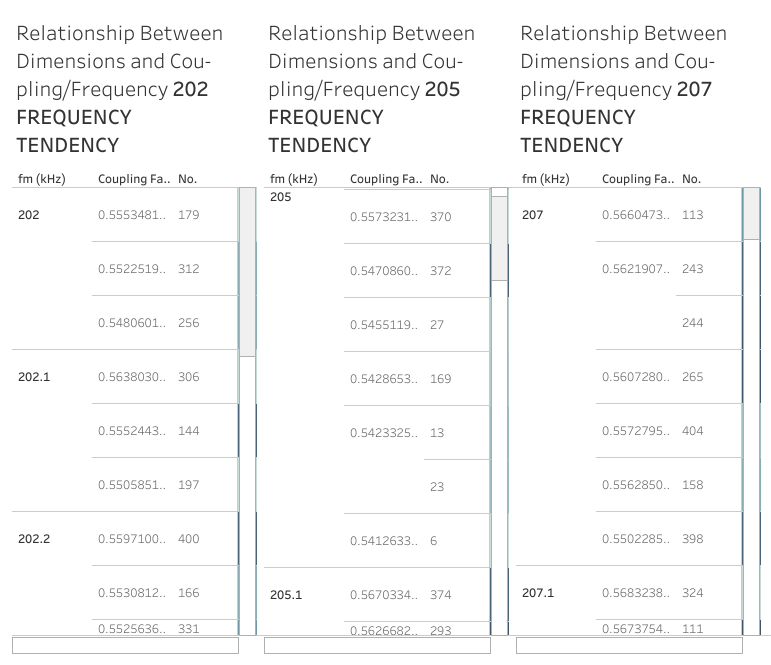 Relationship Between
Dimensions and Cou-
pling/Frequency 202
FREQUENCY
TENDENCY
fm (kHz) Coupling Fa.. No.
202 0.5553481.. 179
0.5522519.. 312
0.5480601.. 256
202.1 0.5638030.. 306
0.5552443.. 144
0.5505851.. 197
202.2 0.5597100.. 400
0.5530812.. 166
0.5525636.. 331
Relationship Between
Dimensions and Cou-
pling/Frequency 205
FREQUENCY
TENDENCY
fm (kHz) Coupling Fa.. No.
205 0.5573231.. 370
0.5470860.. 372
0.5455119.. 27
0.5428653.. 169
0.5423325.. 13
23
0.5412633.. 6
205.1 0.5670334.. 374
0.5626682.. 293
Relationship Between
Dimensions and Cou-
pling/Frequency 207
FREQUENCY
TENDENCY
fm (kHz) Coupling Fa.. No.
207 0.5660473.. 113
0.5621907.. 243
244
0.5607280.. 265
0.5572795.. 404
0.5562850.. 158
0.5502285.. 398
207.1 0.5683238.. 324
0.5673754.. 111